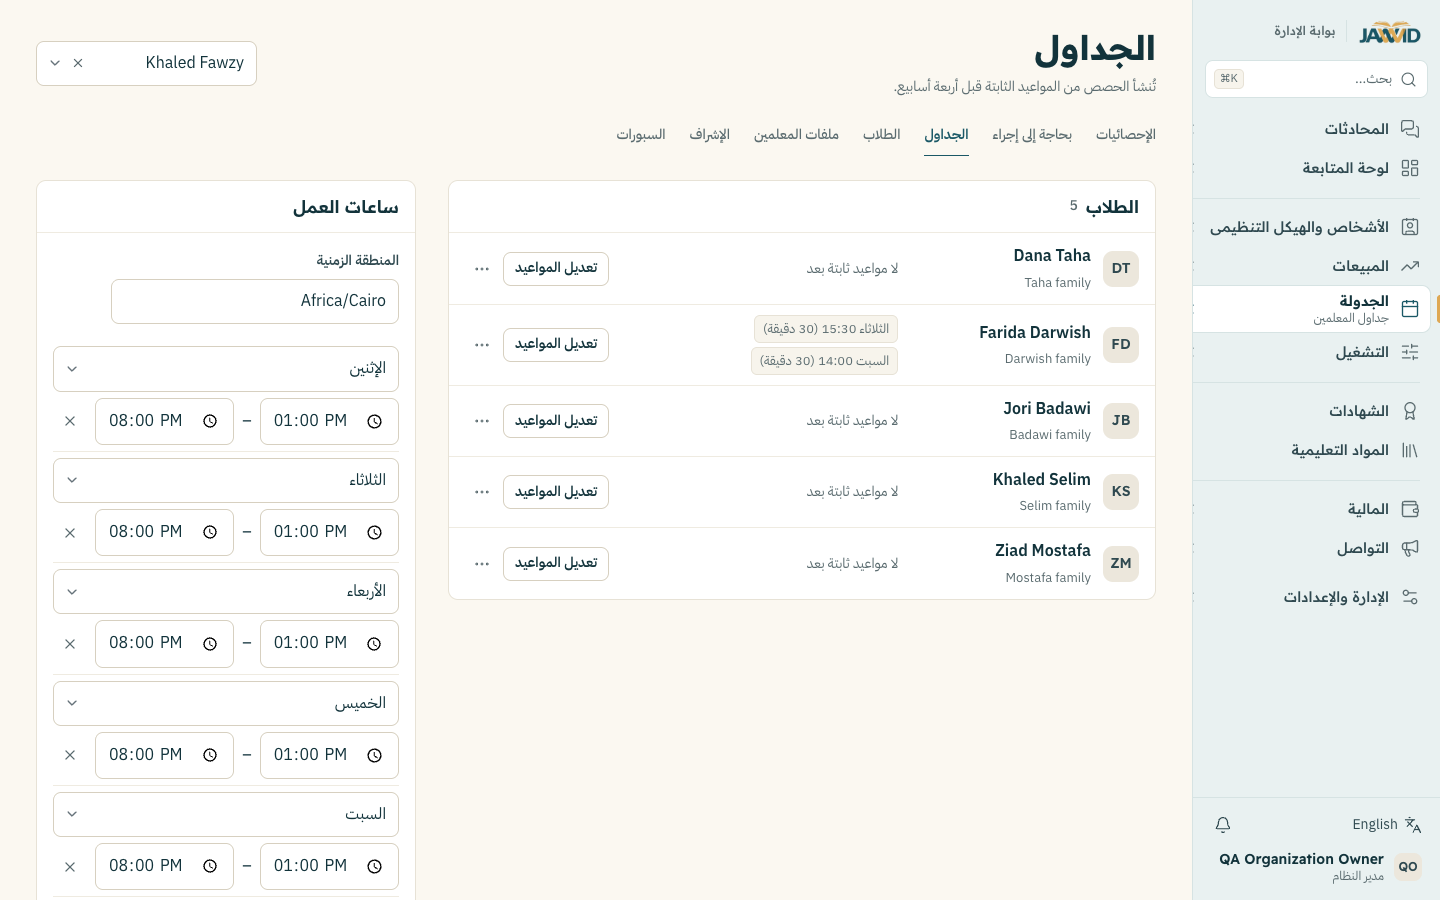 JAWWID
بوابة الإدارة
بحث...
⌘K
المحادثات
لوحة المتابعة
الأشخاص والهيكل التنظيمي
المبيعات
الجدولة
جداول المعلمين
التشغيل
الشهادات
المواد التعليمية
المالية
التواصل
الإدارة والإعدادات
English
QO
QA Organization Owner
مدير النظام
الجداول
تُنشأ الحصص من المواعيد الثابتة قبل أربعة أسابيع.
Khaled Fawzy
الإحصائيات
بحاجة إلى إجراء
الجداول
الطلاب
ملفات المعلمين
الإشراف
السبورات
الطلاب 5
DT
Dana Taha
Taha family
لا مواعيد ثابتة بعد
تعديل المواعيد
FD
Farida Darwish
Darwish family
الثلاثاء 15:30 (30 دقيقة)
السبت 14:00 (30 دقيقة)
تعديل المواعيد
JB
Jori Badawi
Badawi family
لا مواعيد ثابتة بعد
تعديل المواعيد
KS
Khaled Selim
Selim family
لا مواعيد ثابتة بعد
تعديل المواعيد
ZM
Ziad Mostafa
Mostafa family
لا مواعيد ثابتة بعد
تعديل المواعيد
ساعات العمل
المنطقة الزمنية
Africa/Cairo
الإثنين
01:00 PM – 08:00 PM
الثلاثاء
01:00 PM – 08:00 PM
الأربعاء
01:00 PM – 08:00 PM
الخميس
01:00 PM – 08:00 PM
السبت
01:00 PM – 08:00 PM